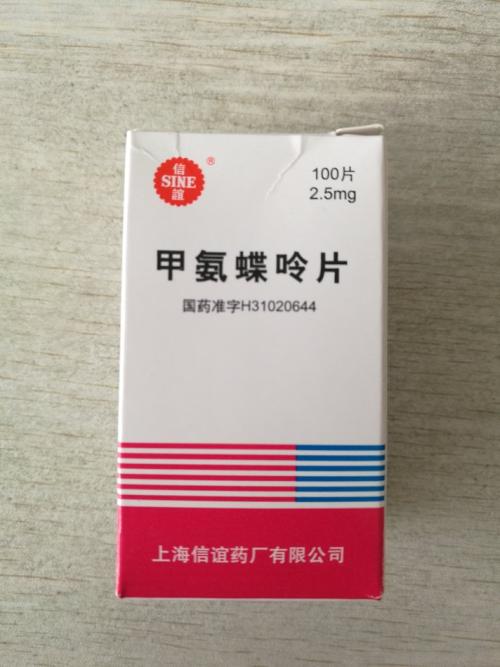 信
SINE
誼
®
100片
2.5mg
甲氨蝶呤片
国药准字H31020644
上海信谊药厂有限公司